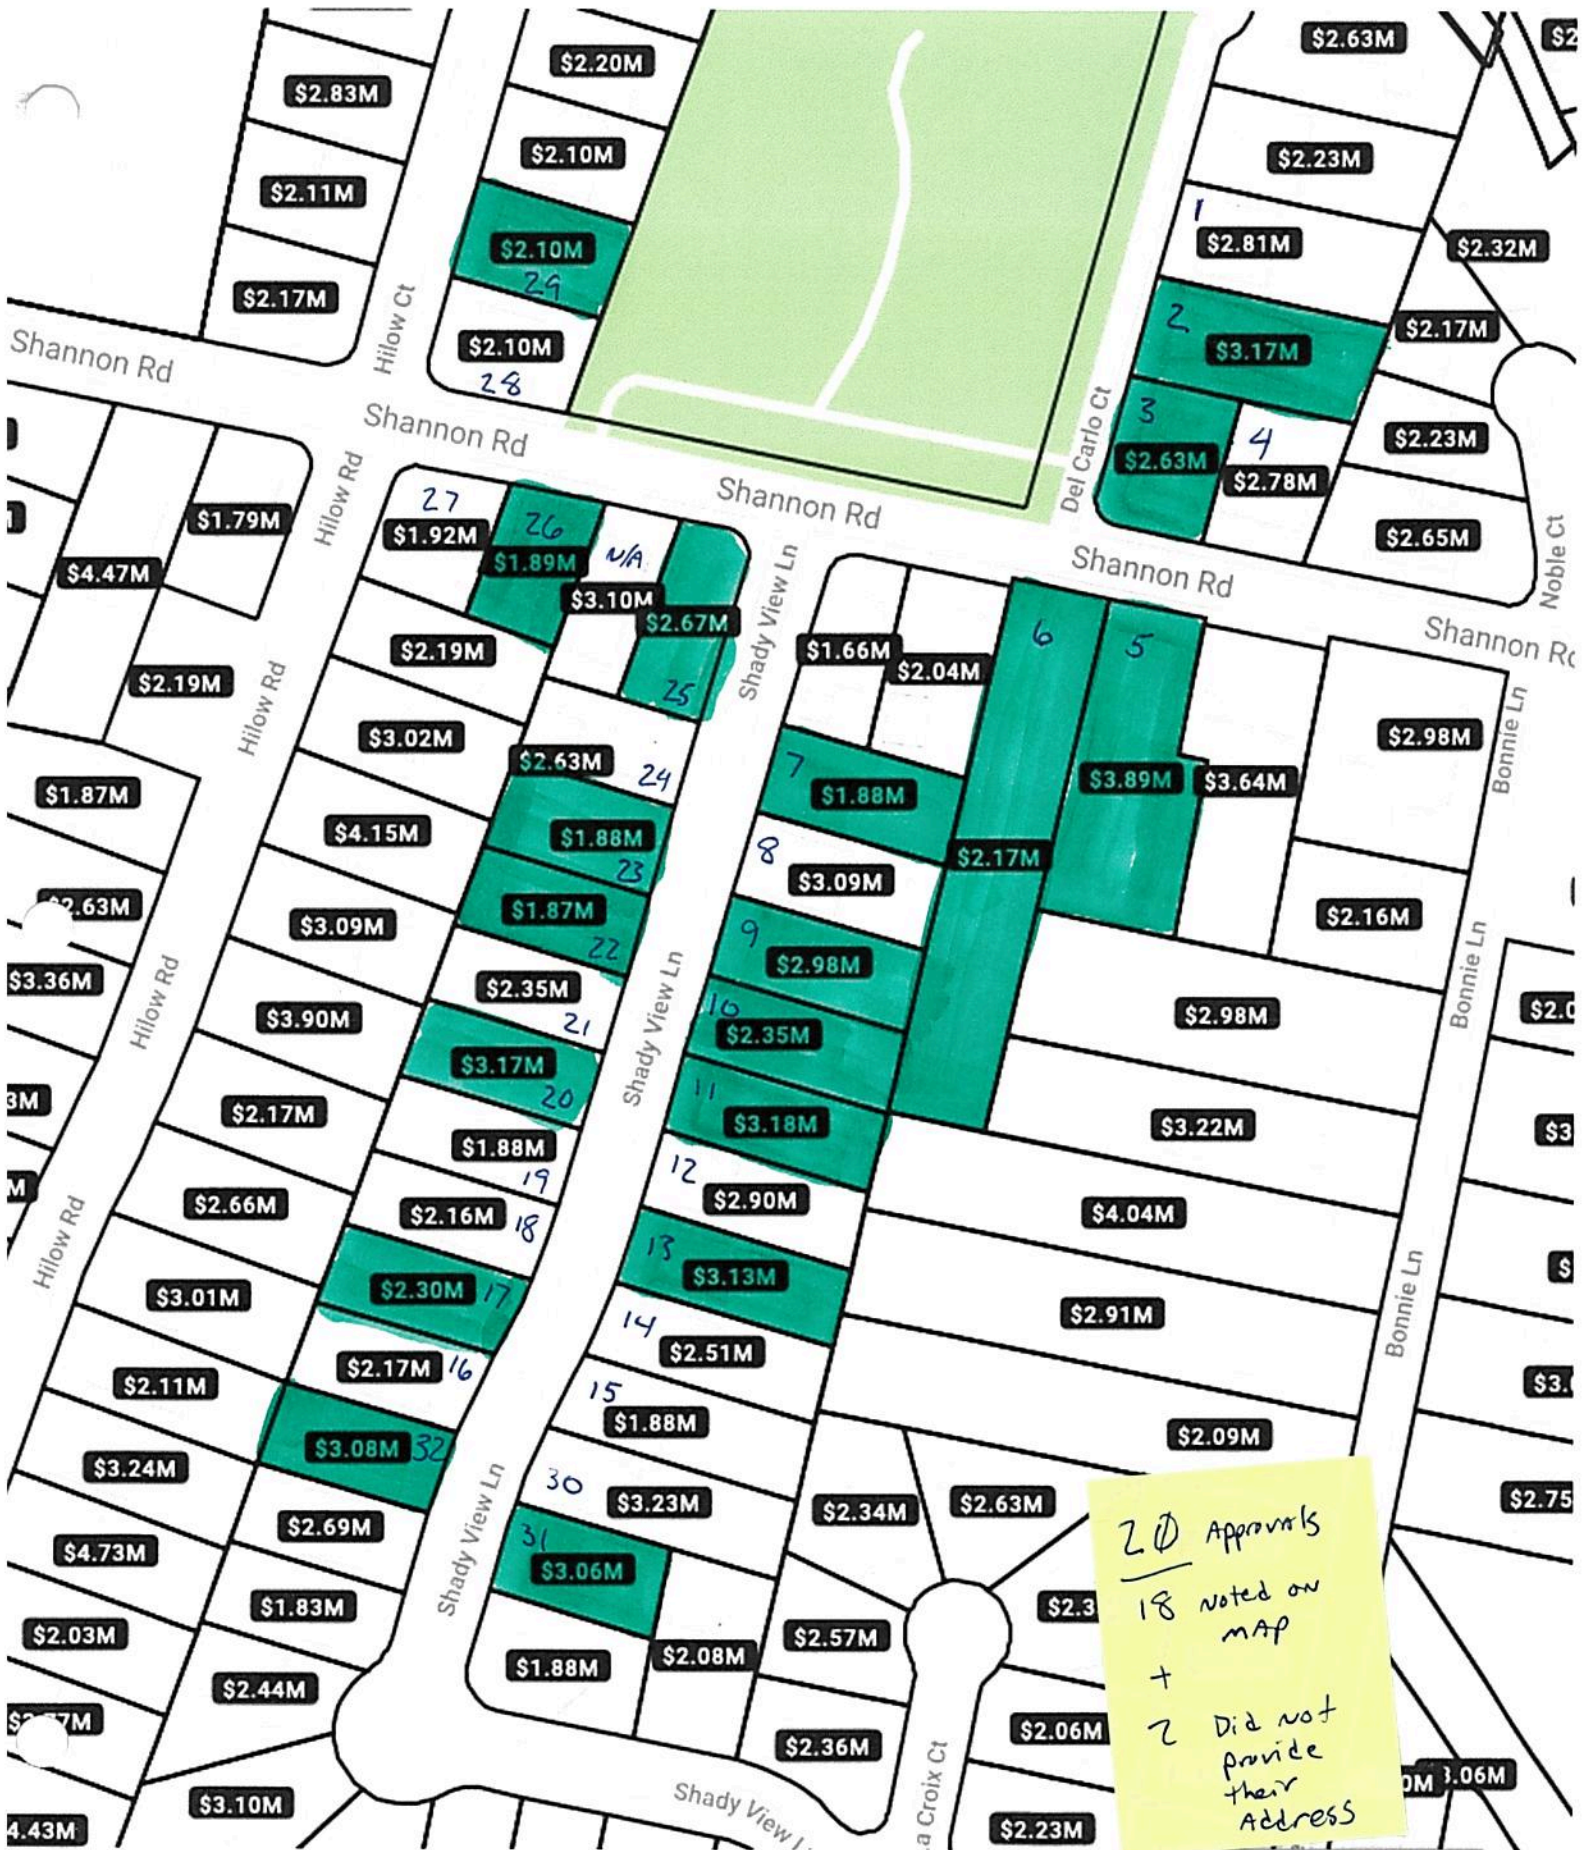 $2.63M
$2.20M
$2.83M
$2.10M
$2.23M
$2.11M
1
$2.81M
$2.32M
$2.10M
29
$2.17M
Hilow Ct
2
$3.17M
$2.17M
Shannon Rd
$2.10M
28
3
$2.63M
4
$2.78M
$2.23M
Del Carlo Ct
Shannon Rd
Shannon Rd
$2.65M
Noble Ct
27
$1.92M
26
$1.89M
N/A
$3.10M
$2.67M
25
$1.79M
Hilow Rd
$4.47M
Shannon Rd
Shady View Ln
6
5
Shannon Rd
$2.19M
$1.66M
$2.04M
$2.19M
Hilow Rd
$3.02M
$2.63M
24
7
$1.88M
$3.89M
$3.64M
$2.98M
Bonnie Ln
$1.87M
$4.15M
$1.88M
23
8
$3.09M
$2.17M
$1.87M
22
$2.16M
$2.63M
$3.09M
9
$2.98M
Bonnie Ln
$3.36M
$2.35M
21
Shady View Ln
10
$2.35M
$2.98M
Hilow Rd
$3.90M
$3.17M
20
11
$3.18M
$2.17M
$1.88M
19
$3.22M
12
$2.90M
$2.66M
$2.16M
18
$4.04M
Hilow Rd
13
$3.13M
$3.01M
$2.30M
17
$2.91M
Bonnie Ln
14
$2.51M
$2.17M
16
$2.11M
15
$1.88M
$3.08M
32
$2.09M
$3.24M
30
$3.23M
$2.34M
$2.63M
$2.75
$2.69M
Shady View Ln
$4.73M
31
$3.06M
$1.83M
$2.3
$2.03M
$2.57M
$2.08M
$1.88M
$2.44M
$2.06M
$2.36M
$3.10M
Shady View L
a Croix Ct
$2.23M
4.43M
20 Approvals
18 Noted on
MAP
+
2 Did Not
provide
their
Address